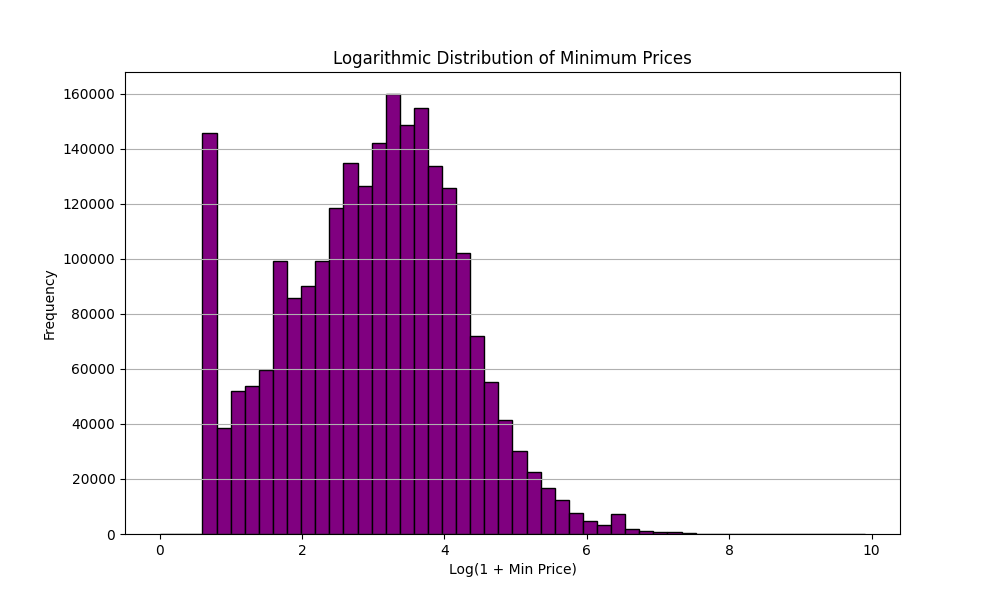 Logarithmic Distribution of Minimum Prices
160000
140000
120000
100000
80000
60000
40000
20000
0
Frequency
0 2 4 6 8 10
Log(1 + Min Price)